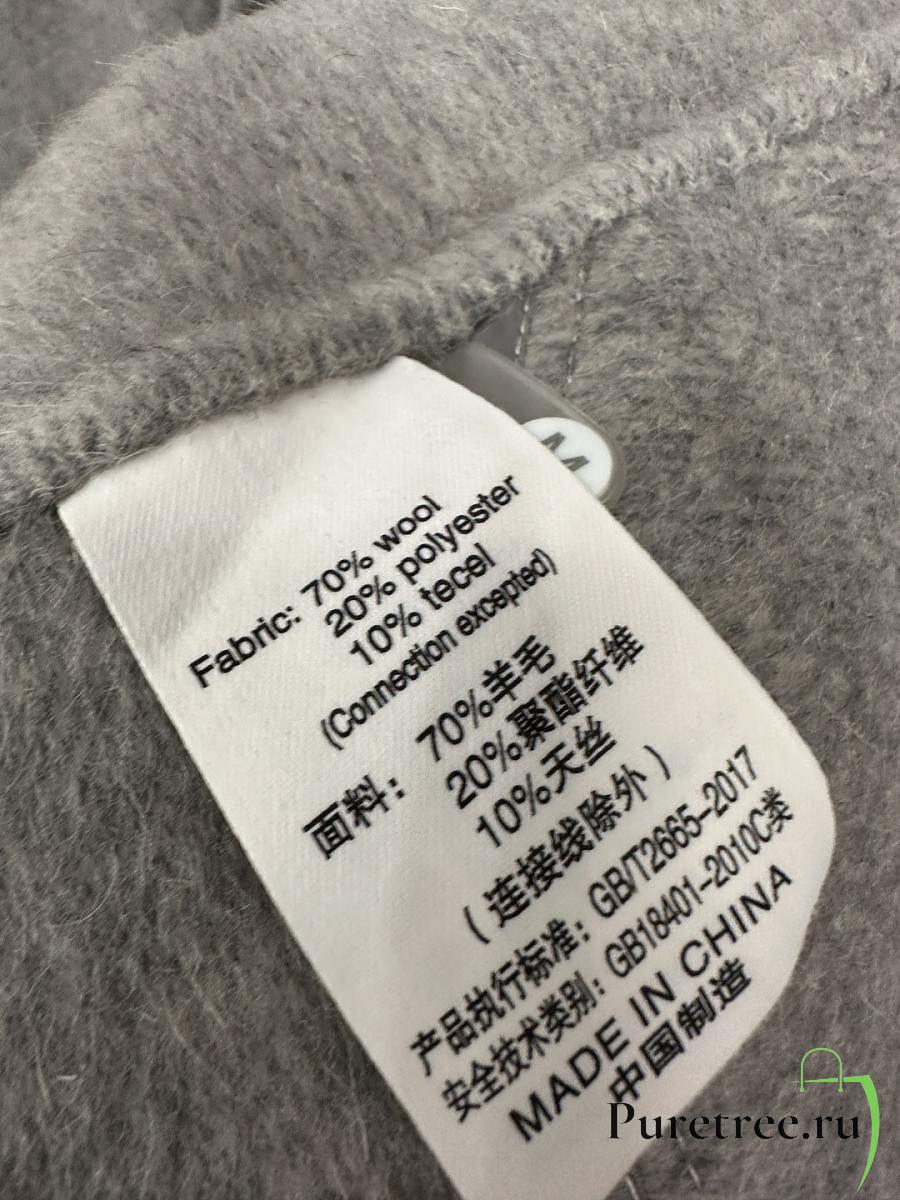 M
Fabric: 70% wool
20% polyester
10% tecel
(Connection excepted)
面料： 70%羊毛
20%聚酯纤维
10%天丝
（连接线除外）
产品执行标准：GB/T2665-2017
安全技术类别：GB18401-2010C类
MADE IN CHINA
中国制造
Puretree.ru